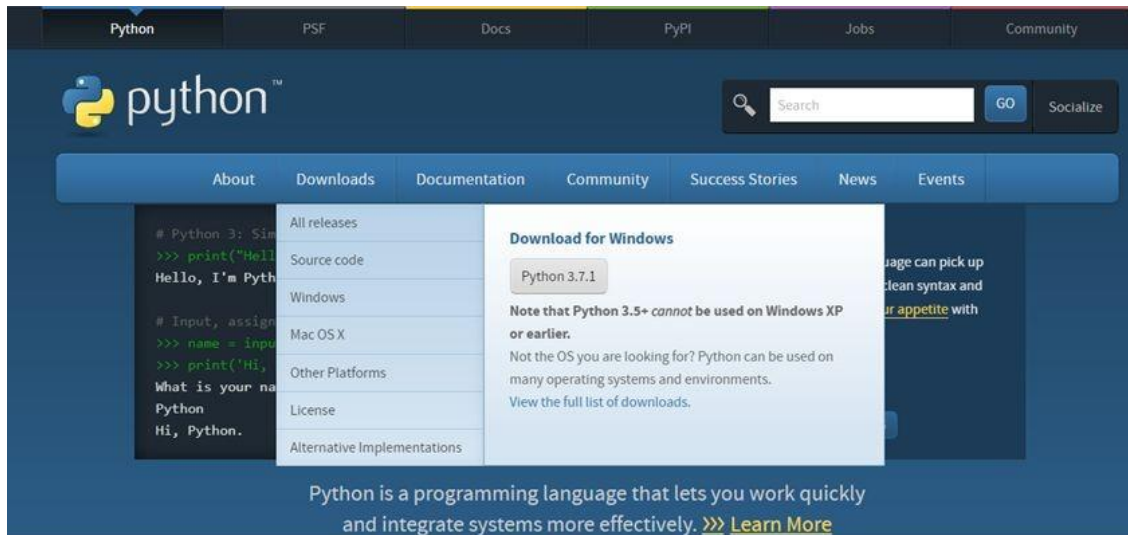 Python PSF Docs PyPI Jobs Community
python™
Search GO Socialize
About Downloads Documentation Community Success Stories News Events
# Python 3: Sim
>>> print("Hell
Hello, I'm Pyth
# Input, assign
>>> name = inpu
>>> print('Hi,
What is your na
Python
Hi, Python.
All releases
Source code
Windows
Mac OS X
Other Platforms
License
Alternative Implementations
Download for Windows
Python 3.7.1
Note that Python 3.5+ cannot be used on Windows XP
or earlier.
Not the OS you are looking for? Python can be used on
many operating systems and environments.
View the full list of downloads.
uage can pick up
clean syntax and
ur appetite with
Python is a programming language that lets you work quickly
and integrate systems more effectively. >>> Learn More